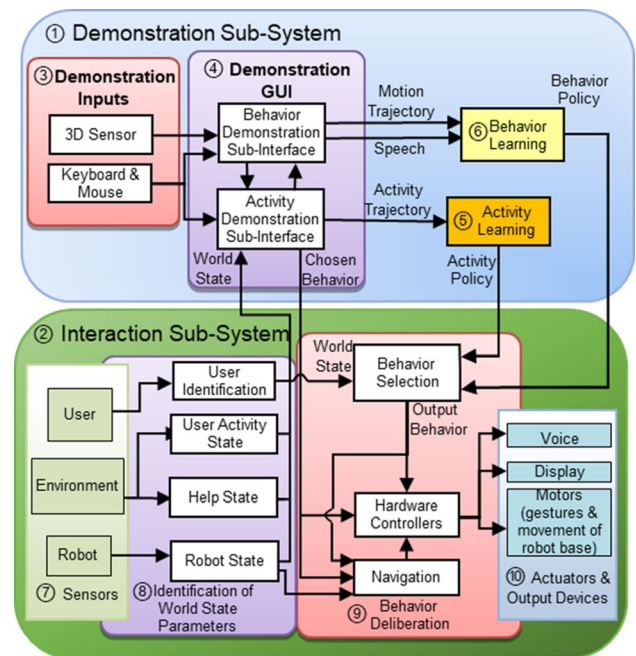 ① Demonstration Sub-System
③ Demonstration
Inputs
3D Sensor
Keyboard &
Mouse
④ Demonstration
GUI
Behavior
Demonstration
Sub-Interface
Activity
Demonstration
Sub-Interface
Motion
Trajectory
Speech
Activity
Trajectory
Behavior
Policy
⑥ Behavior
Learning
⑤ Activity
Learning
World
State
Chosen
Behavior
Activity
Policy
② Interaction Sub-System
User
Environment
Robot
⑦ Sensors
User
Identification
User Activity
State
Help State
Robot State
⑧ Identification of
World State
Parameters
World
State
Behavior
Selection
Output
Behavior
Hardware
Controllers
Navigation
⑨ Behavior
Deliberation
Voice
Display
Motors
(gestures &
movement of
robot base)
⑩ Actuators &
Output Devices